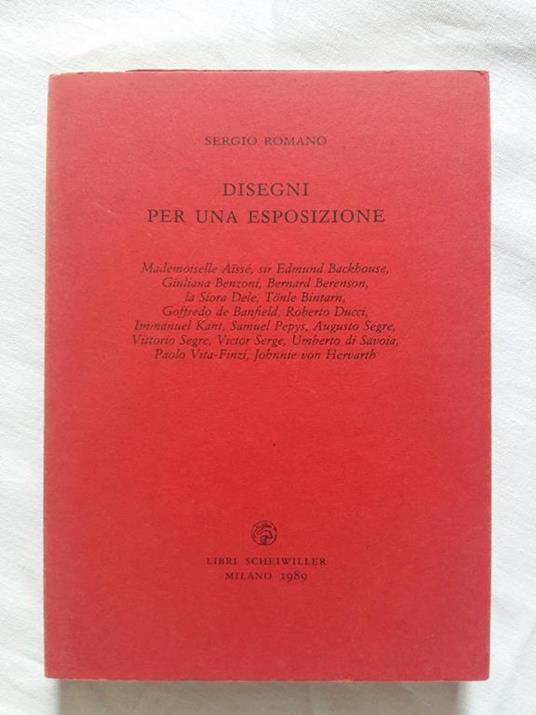 SERGIO ROMANO
DISEGNI
PER UNA ESPOSIZIONE
Mademoiselle Aïssé, sir Edmund Backhouse,
Giuliana Benzoni, Bernard Berenson,
la Siora Dele, Tönle Bintarn,
Goffredo de Banfield, Roberto Ducci,
Immanuel Kant, Samuel Pepys, Augusto Segre,
Vittorio Segre, Victor Serge, Umberto di Savoia,
Paolo Vita-Finzi, Johnnie von Herwarth
LIBRI SCHEIWILLER
MILANO 1989